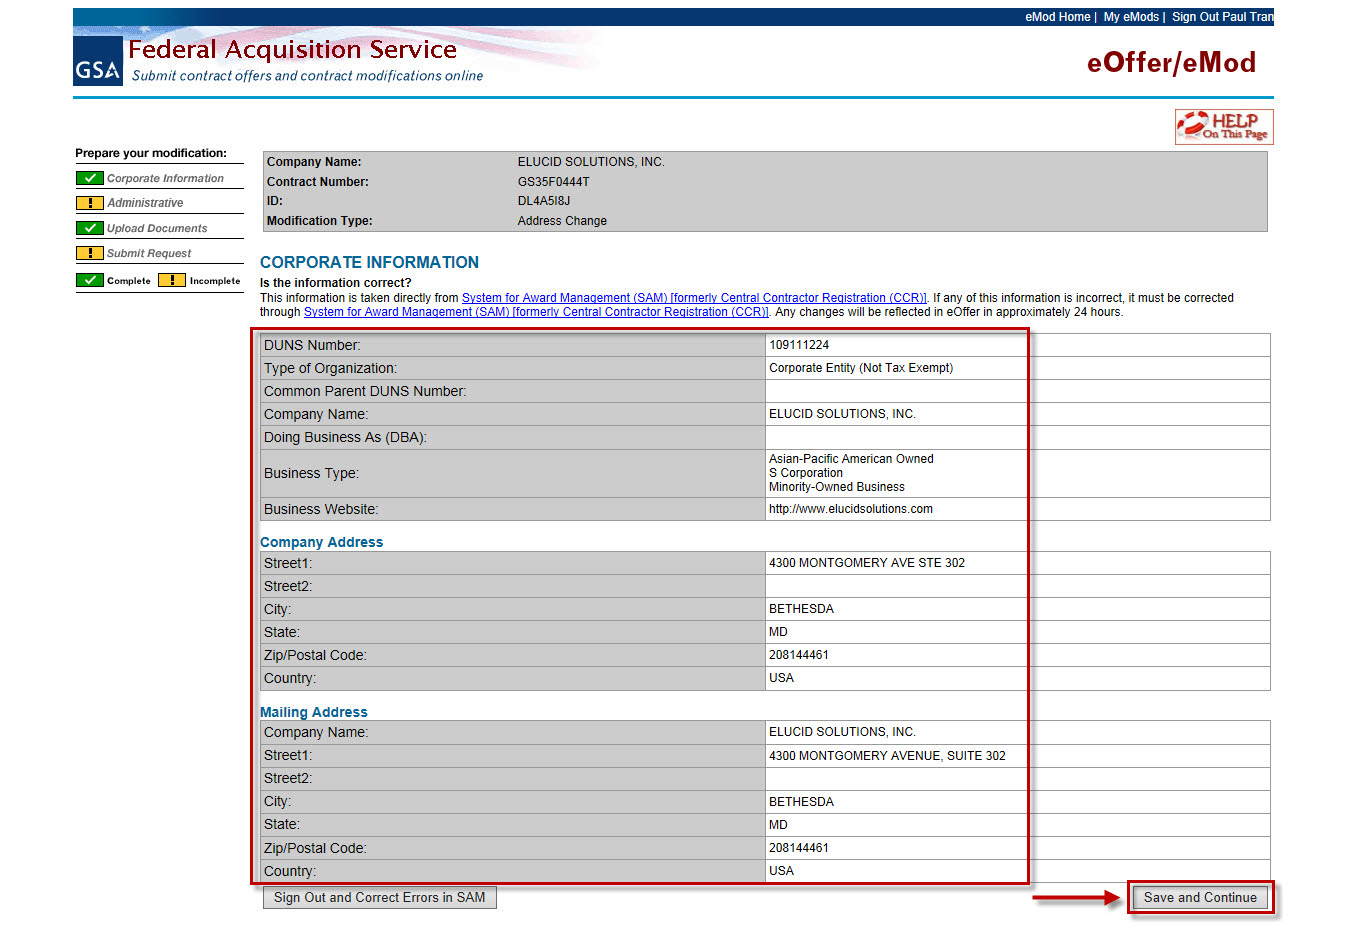 eMod Home | My eMods | Sign Out Paul Tran
GSA
Federal Acquisition Service
Submit contract offers and contract modifications online
eOffer/eMod
HELP
On This Page
Prepare your modification:
Corporate Information
! Administrative
Upload Documents
! Submit Request
Complete ! Incomplete
Company Name: ELUCID SOLUTIONS, INC.
Contract Number: GS35F0444T
ID: DL4A5I8J
Modification Type: Address Change
CORPORATE INFORMATION
Is the information correct?
This information is taken directly from System for Award Management (SAM) [formerly Central Contractor Registration (CCR)]. If any of this information is incorrect, it must be corrected
through System for Award Management (SAM) [formerly Central Contractor Registration (CCR)]. Any changes will be reflected in eOffer in approximately 24 hours.
DUNS Number: 109111224
Type of Organization: Corporate Entity (Not Tax Exempt)
Common Parent DUNS Number:
Company Name: ELUCID SOLUTIONS, INC.
Doing Business As (DBA):
Business Type:
Asian-Pacific American Owned
S Corporation
Minority-Owned Business
Business Website: http://www.elucidsolutions.com
Company Address
Street1: 4300 MONTGOMERY AVE STE 302
Street2:
City: BETHESDA
State: MD
Zip/Postal Code: 208144461
Country: USA
Mailing Address
Company Name: ELUCID SOLUTIONS, INC.
Street1: 4300 MONTGOMERY AVENUE, SUITE 302
Street2:
City: BETHESDA
State: MD
Zip/Postal Code: 208144461
Country: USA
Sign Out and Correct Errors in SAM
Save and Continue